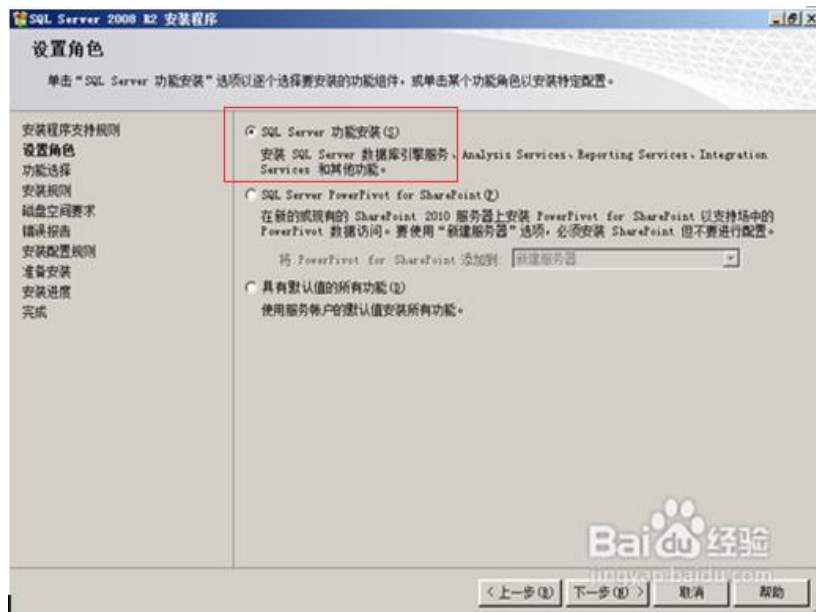 SQL Server 2008 R2 安装程序
设置角色
单击“SQL Server 功能安装”选项以逐个选择要安装的功能组件，或单击某个功能角色以安装特定配置。
安装程序支持规则
设置角色
功能选择
安装规则
磁盘空间要求
错误报告
安装配置规则
准备安装
安装进度
完成
SQL Server 功能安装(S)
安装 SQL Server 数据库引擎服务、Analysis Services、Reporting Services、Integration
Services 和其他功能。
SQL Server PowerPivot for SharePoint(P)
在新的或现有的 SharePoint 2010 服务器上安装 PowerPivot for SharePoint 以支持场中的
PowerPivot 数据访问。要使用“新建服务器”选项，必须安装 SharePoint 但不要进行配置。
将 PowerPivot for SharePoint 添加到: 新建服务器
具有默认值的所有功能(D)
使用服务帐户的默认值安装所有功能。
Baidu 经验
jingyan.baidu.com
< 上一步(B) 下一步(N) > 取消 帮助